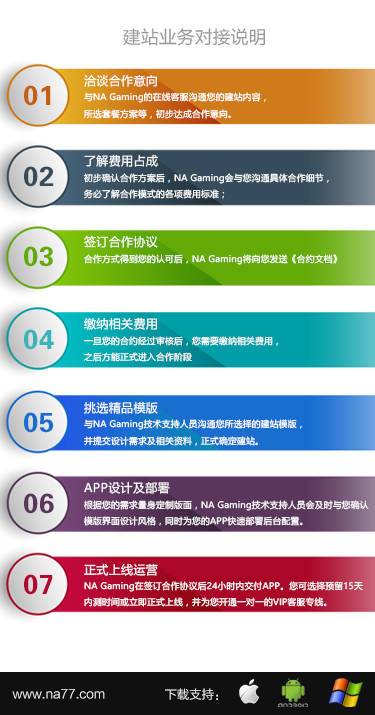 建站业务对接说明
01
洽谈合作意向
与NA Gaming的在线客服沟通您的建站内容，
所选套餐方案等，初步达成合作意向。
02
了解费用占成
初步确认合作方案后，NA Gaming会与您沟通具体合作细节，
务必了解合作模式的各项费用标准；
03
签订合作协议
合作方式得到您的认可后，NA Gaming将向您发送《合约文档》
04
缴纳相关费用
一旦您的合约经过审核后，您需要缴纳相关费用，
之后方能正式进入合作阶段
05
挑选精品模版
与NA Gaming技术支持人员沟通您所选择的建站模版，
并提交设计需求及相关资料，正式确定建站。
06
APP设计及部署
根据您的需求量身定制版面，NA Gaming技术支持人员会及时与您确认
模版界面设计风格，同时为您的APP快速部署后台配置。
07
正式上线运营
NA Gaming在签订合作协议后24小时内交付APP。您可选择预留15天
内测时间或立即正式上线，并为您开通一对一的VIP客服专线。
www.na77.com
下载支持：
ANDROID